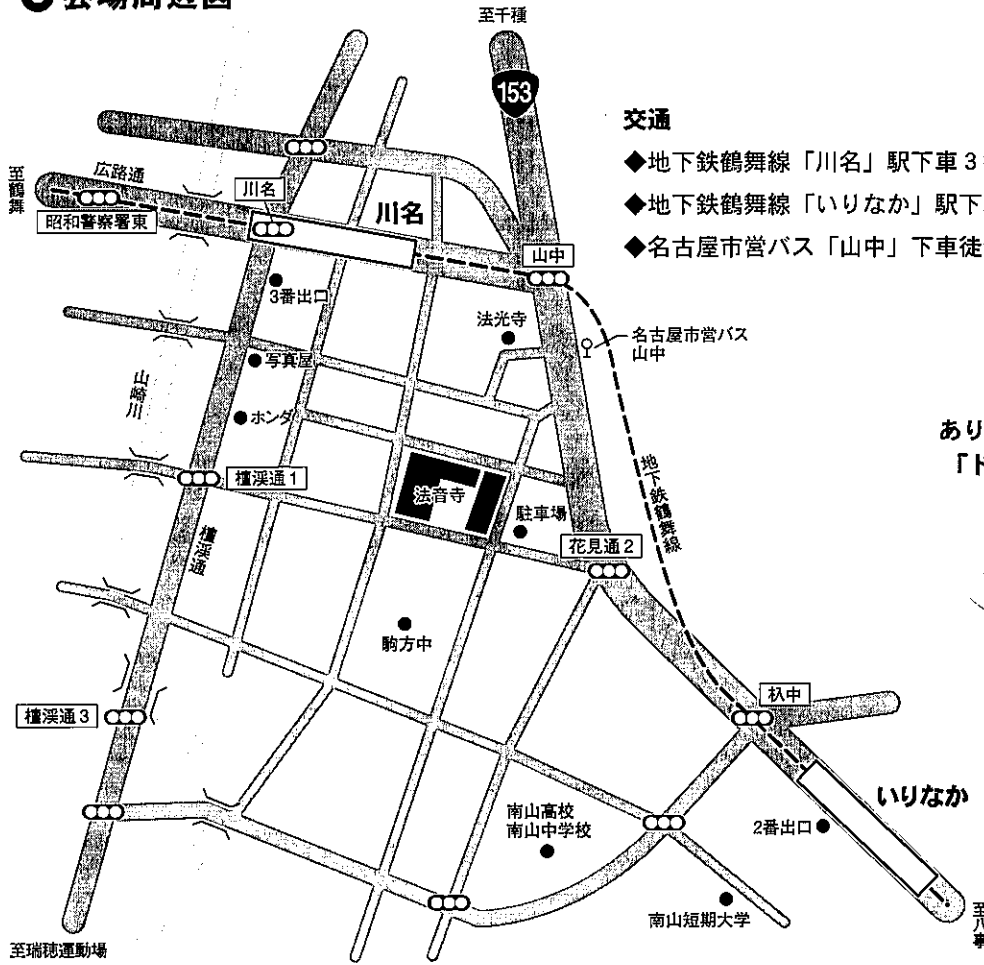 会場周辺図
至千種
153
交通
◆地下鉄鶴舞線「川名」駅下車3
◆地下鉄鶴舞線「いりなか」駅下
◆名古屋市営バス「山中」下車徒
至鶴舞
広路通
川名
昭和警察署東
川名
山中
3番出口
法光寺
名古屋市営バス
山中
写真屋
山崎川
ホンダ
あり
「ド
地下鉄鶴舞線
檀渓通1
法音寺
駐車場
檀渓通
花見通2
駒方中
檀渓通3
杁中
いりなか
南山高校
南山中学校
2番出口
南山短期大学
至八事
至瑞穂運動場